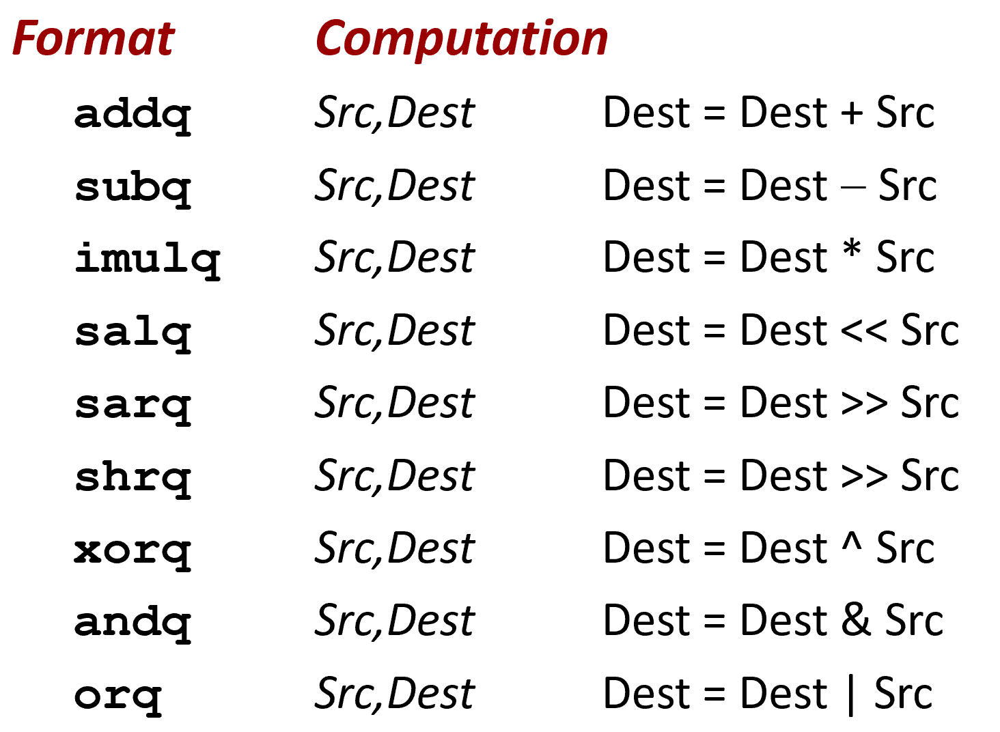 Format Computation
addq Src,Dest Dest = Dest + Src
subq Src,Dest Dest = Dest − Src
imulq Src,Dest Dest = Dest * Src
salq Src,Dest Dest = Dest << Src
sarq Src,Dest Dest = Dest >> Src
shrq Src,Dest Dest = Dest >> Src
xorq Src,Dest Dest = Dest ^ Src
andq Src,Dest Dest = Dest & Src
orq Src,Dest Dest = Dest | Src